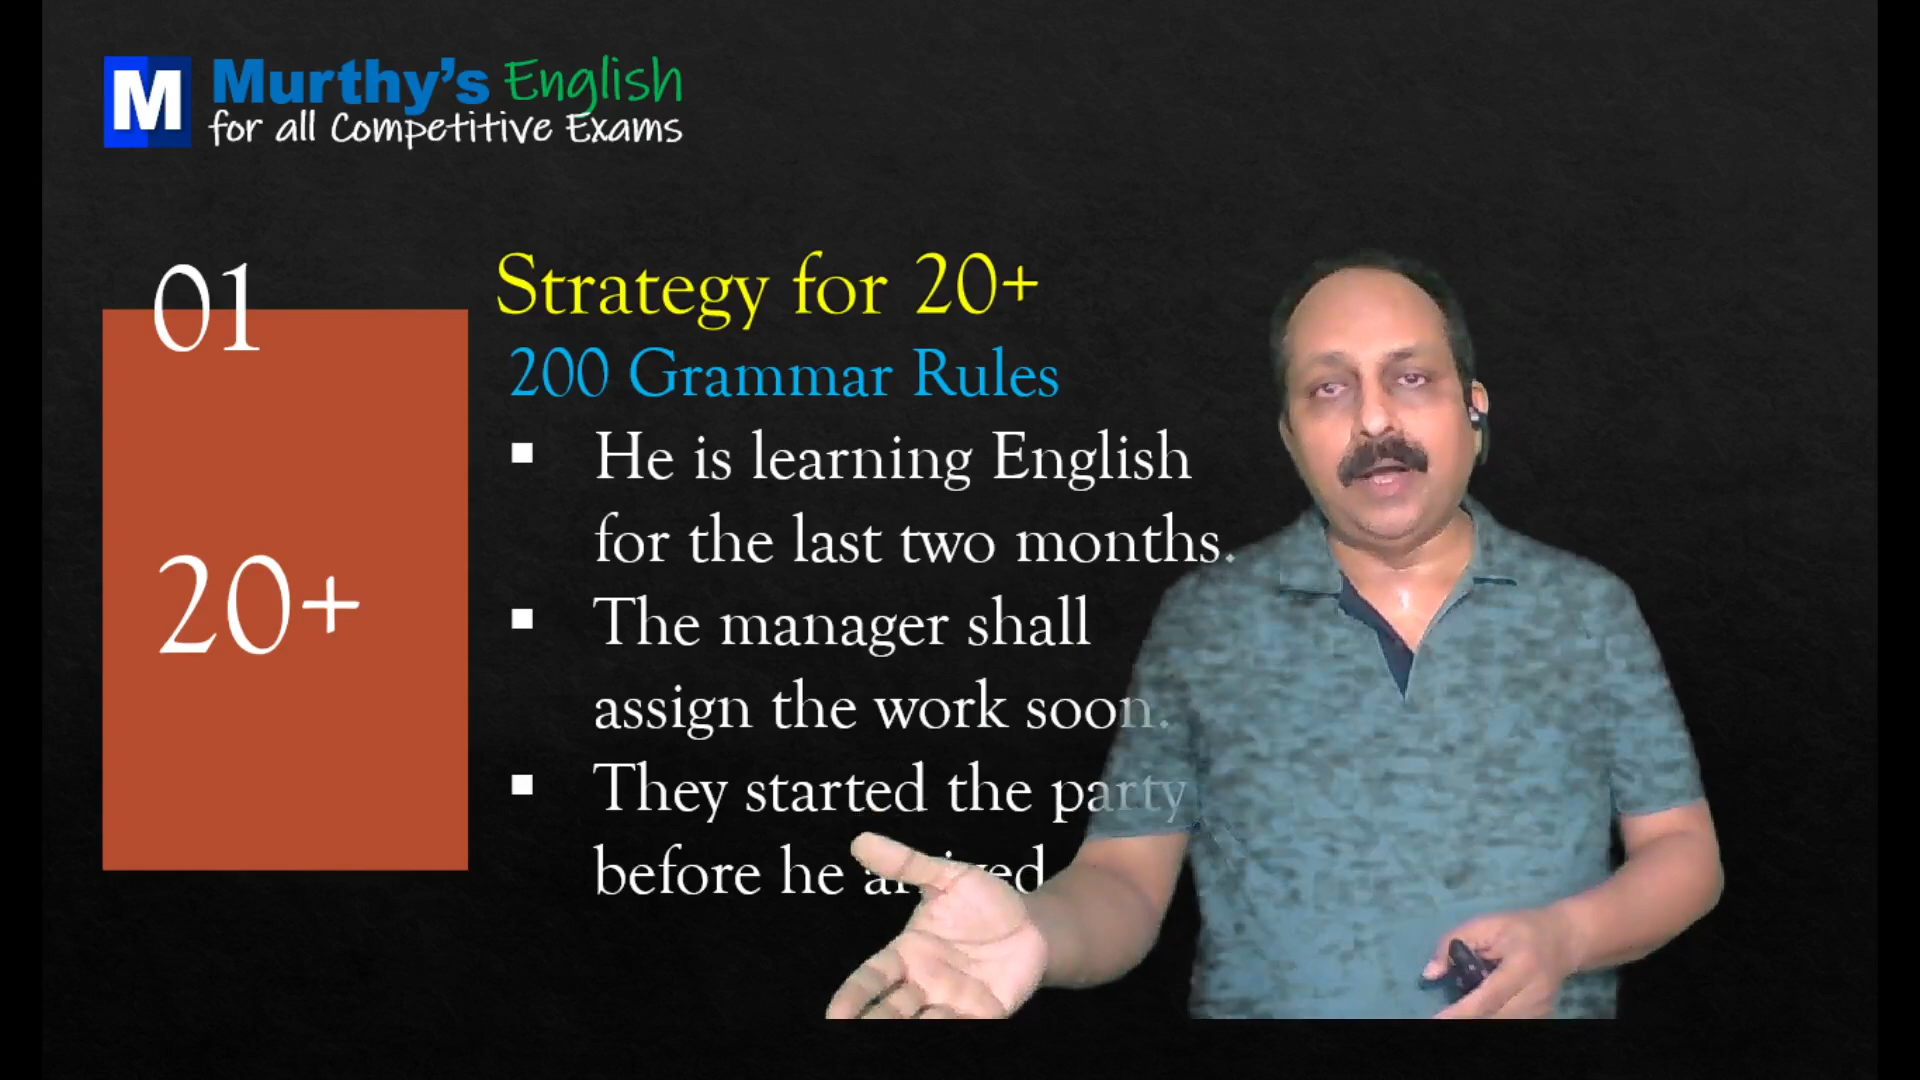 M Murthy's English
for all Competitive Exams
01
20+
Strategy for 20+
200 Grammar Rules
He is learning English
for the last two months.
The manager shall
assign the work soon.
They started the party
before he